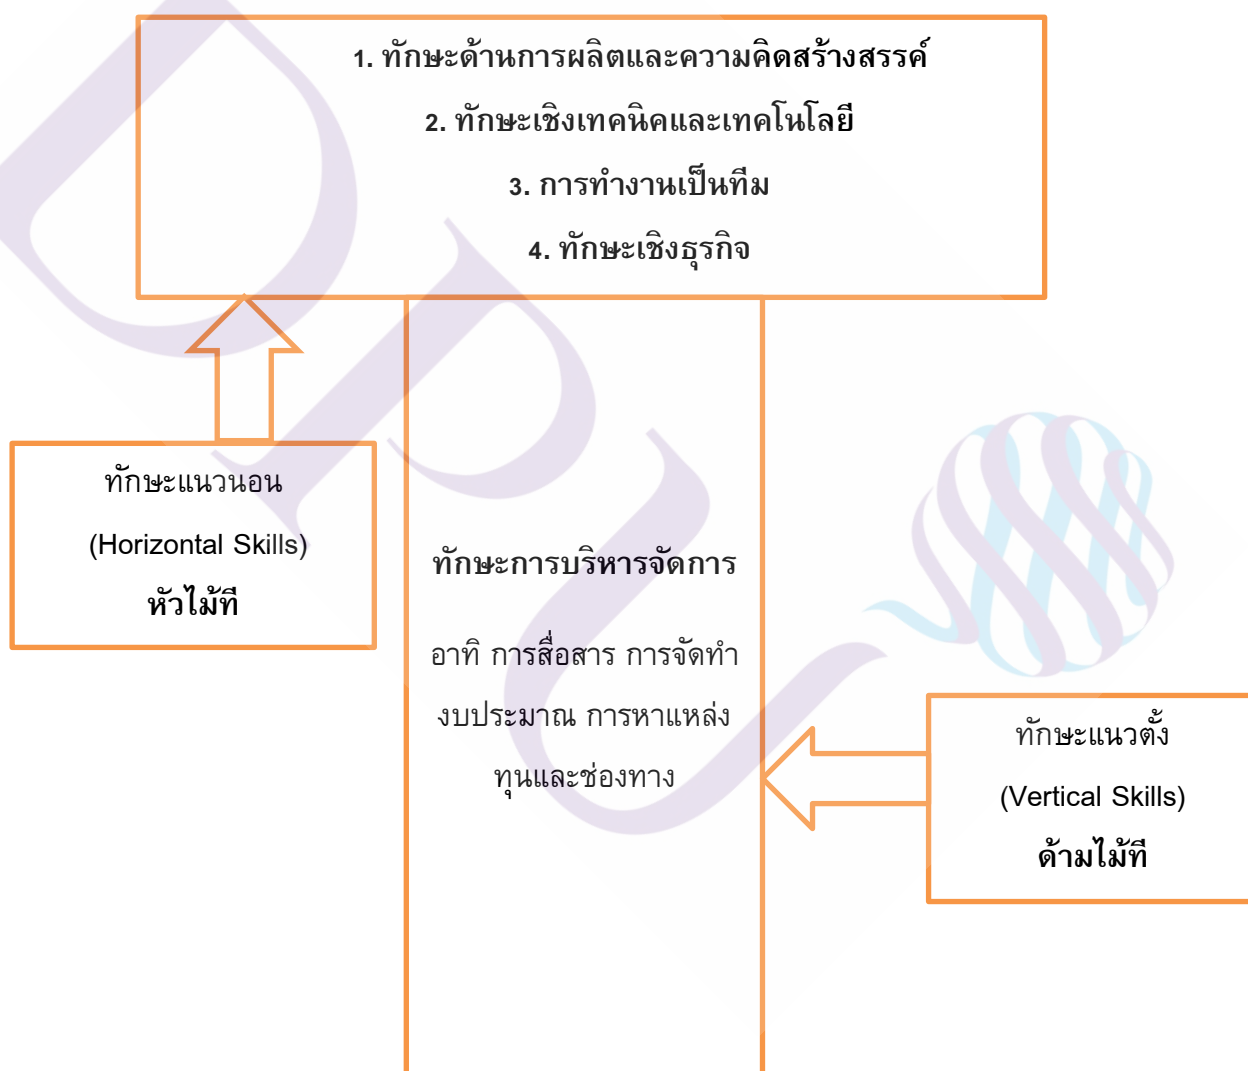 1. ทักษะด้านการผลิตและความคิดสร้างสรรค์
2. ทักษะเชิงเทคนิคและเทคโนโลยี
3. การทำงานเป็นทีม
4. ทักษะเชิงธุรกิจ
ทักษะแนวนอน
(Horizontal Skills)
หัวไม้ที
ทักษะการบริหารจัดการ
อาทิ การสื่อสาร การจัดทำ
งบประมาณ การหาแหล่ง
ทุนและช่องทาง
ทักษะแนวตั้ง
(Vertical Skills)
ด้ามไม้ที
DPU